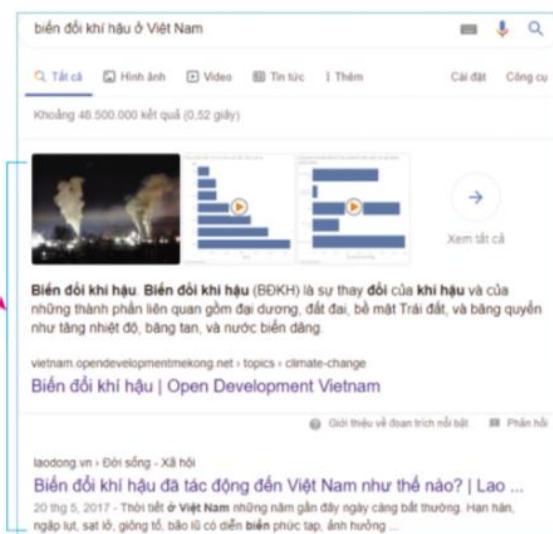 biến đổi khí hậu ở Việt Nam
Tất cả Hình ảnh Video Tin tức Thêm Cài đặt Công cụ
Khoảng 48.500.000 kết quả (0,52 giây)
Xem tất cả
Biến đổi khí hậu. Biến đổi khí hậu (BĐKH) là sự thay đổi của khí hậu và của
những thành phần liên quan gồm đại dương, đất đai, bề mặt Trái đất, và băng quyển
như tăng nhiệt độ, băng tan, và nước biển dâng.
vietnam.opendevelopmentmekong.net › topics › climate-change
Biến đổi khí hậu | Open Development Vietnam
Giới thiệu về đoạn trích nổi bật Phản hồi
laodong.vn › Đời sống - Xã hội
Biến đổi khí hậu đã tác động đến Việt Nam như thế nào? | Lao ...
20 thg 5, 2017 - Thời tiết ở Việt Nam những năm gần đây ngày càng bất thường. Hạn hán,
ngập lụt, sạt lở, giông tố, bão lũ có diễn biến phức tạp, ảnh hưởng ...